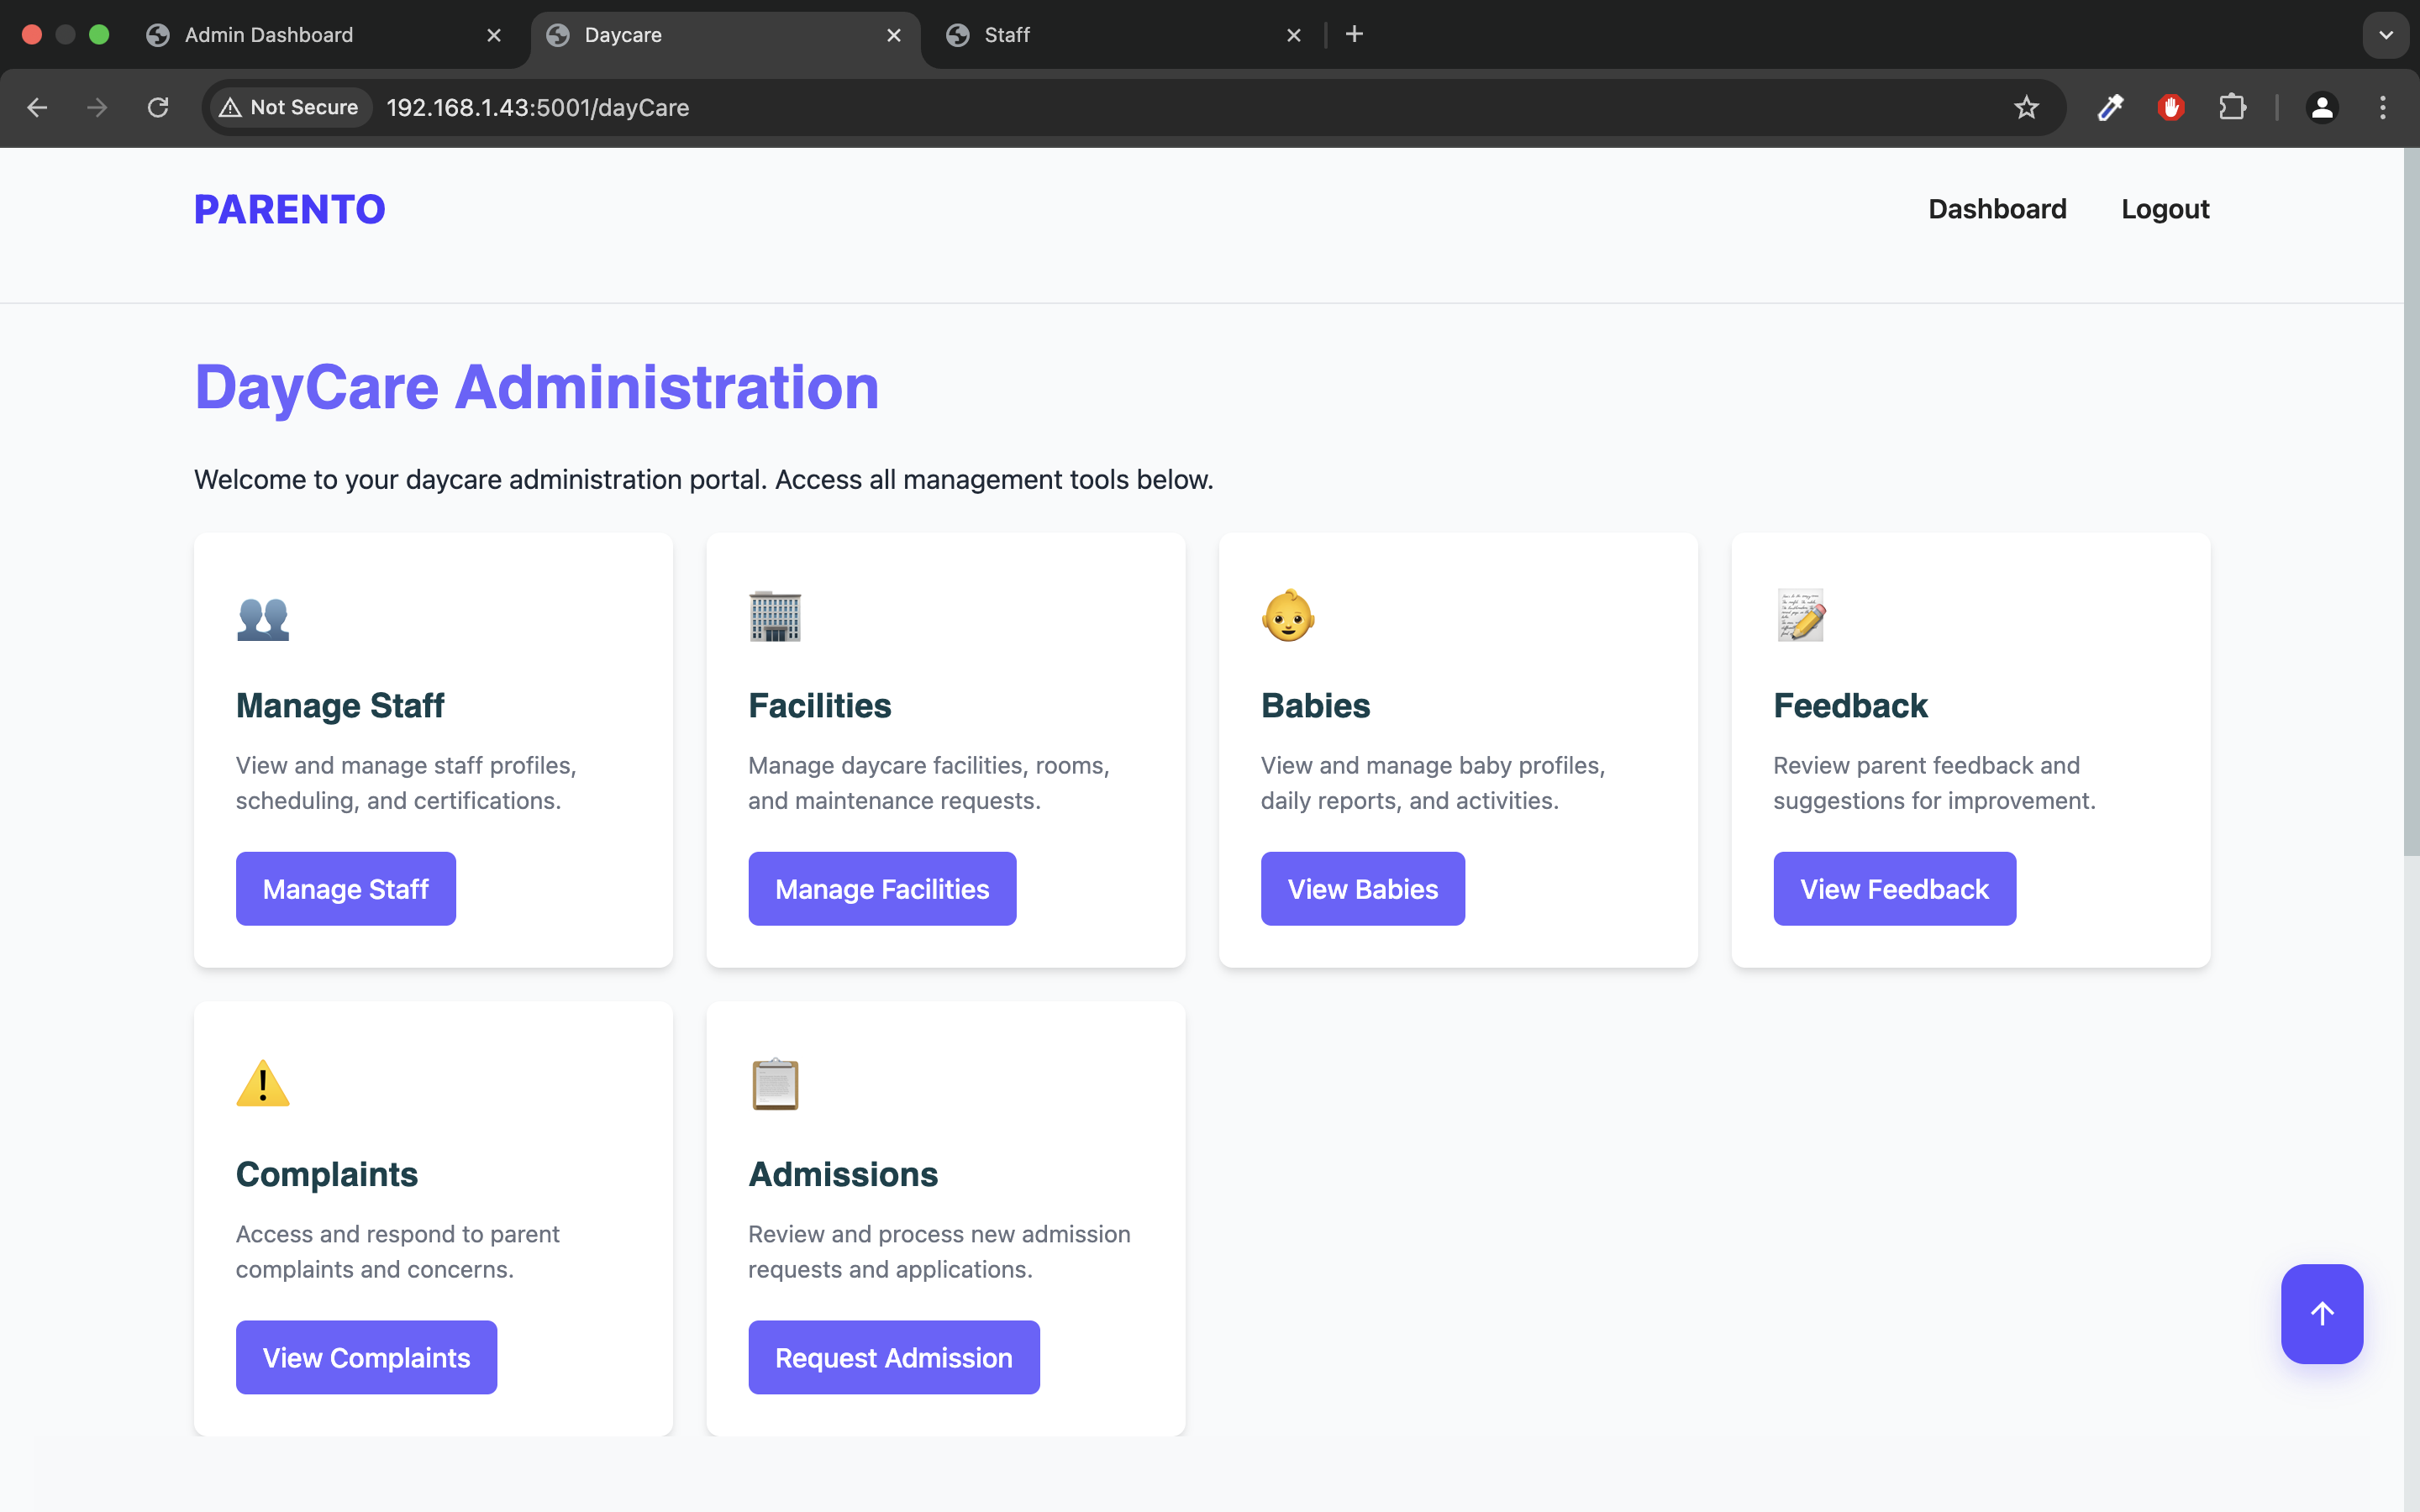 Admin Dashboard
Daycare
Staff
Not Secure
192.168.1.43:5001/dayCare
PARENTO
Dashboard
Logout
DayCare Administration
Welcome to your daycare administration portal. Access all management tools below.
Manage Staff
View and manage staff profiles,
scheduling, and certifications.
Manage Staff
Facilities
Manage daycare facilities, rooms,
and maintenance requests.
Manage Facilities
Babies
View and manage baby profiles,
daily reports, and activities.
View Babies
Feedback
Review parent feedback and
suggestions for improvement.
View Feedback
Complaints
Access and respond to parent
complaints and concerns.
View Complaints
Admissions
Review and process new admission
requests and applications.
Request Admission